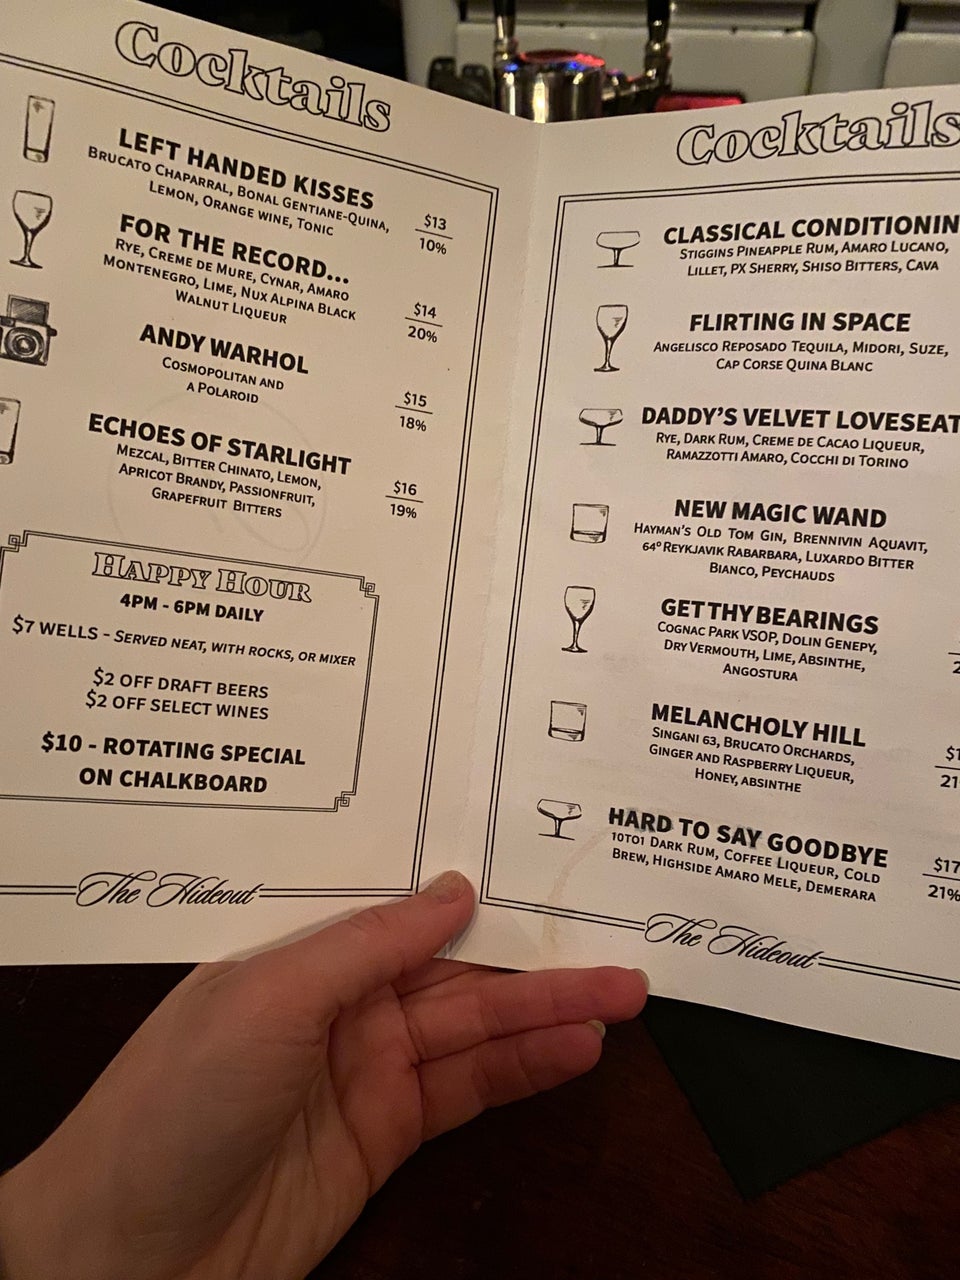 Cocktails
LEFT HANDED KISSES
BRUCATO CHAPARRAL, BONAL GENTIANE-QUINA,
LEMON, ORANGE WINE, TONIC
$13
10%
FOR THE RECORD...
RYE, CREME DE MURE, CYNAR, AMARO
MONTENEGRO, LIME, NUX ALPINA BLACK
WALNUT LIQUEUR
$14
20%
ANDY WARHOL
COSMOPOLITAN AND
A POLAROID
$15
18%
ECHOES OF STARLIGHT
MEZCAL, BITTER CHINATO, LEMON,
APRICOT BRANDY, PASSIONFRUIT,
GRAPEFRUIT BITTERS
$16
19%
HAPPY HOUR
4PM - 6PM DAILY
$7 WELLS - SERVED NEAT, WITH ROCKS, OR MIXER
$2 OFF DRAFT BEERS
$2 OFF SELECT WINES
$10 - ROTATING SPECIAL
ON CHALKBOARD
The Hideout
Cocktails
CLASSICAL CONDITIONIN
STIGGINS PINEAPPLE RUM, AMARO LUCANO,
LILLET, PX SHERRY, SHISO BITTERS, CAVA
FLIRTING IN SPACE
ANGELISCO REPOSADO TEQUILA, MIDORI, SUZE,
CAP CORSE QUINA BLANC
DADDY'S VELVET LOVESEAT
RYE, DARK RUM, CREME DE CACAO LIQUEUR,
RAMAZZOTTI AMARO, COCCHI DI TORINO
NEW MAGIC WAND
HAYMAN'S OLD TOM GIN, BRENNIVIN AQUAVIT,
64º REYKJAVIK RABARBARA, LUXARDO BITTER
BIANCO, PEYCHAUDS
GET THY BEARINGS
COGNAC PARK VSOP, DOLIN GENEPY,
DRY VERMOUTH, LIME, ABSINTHE,
ANGOSTURA
2
MELANCHOLY HILL
SINGANI 63, BRUCATO ORCHARDS,
GINGER AND RASPBERRY LIQUEUR,
HONEY, ABSINTHE
$1
21
HARD TO SAY GOODBYE
10TO1 DARK RUM, COFFEE LIQUEUR, COLD
BREW, HIGHSIDE AMARO MELE, DEMERARA
$17
21%
The Hideout